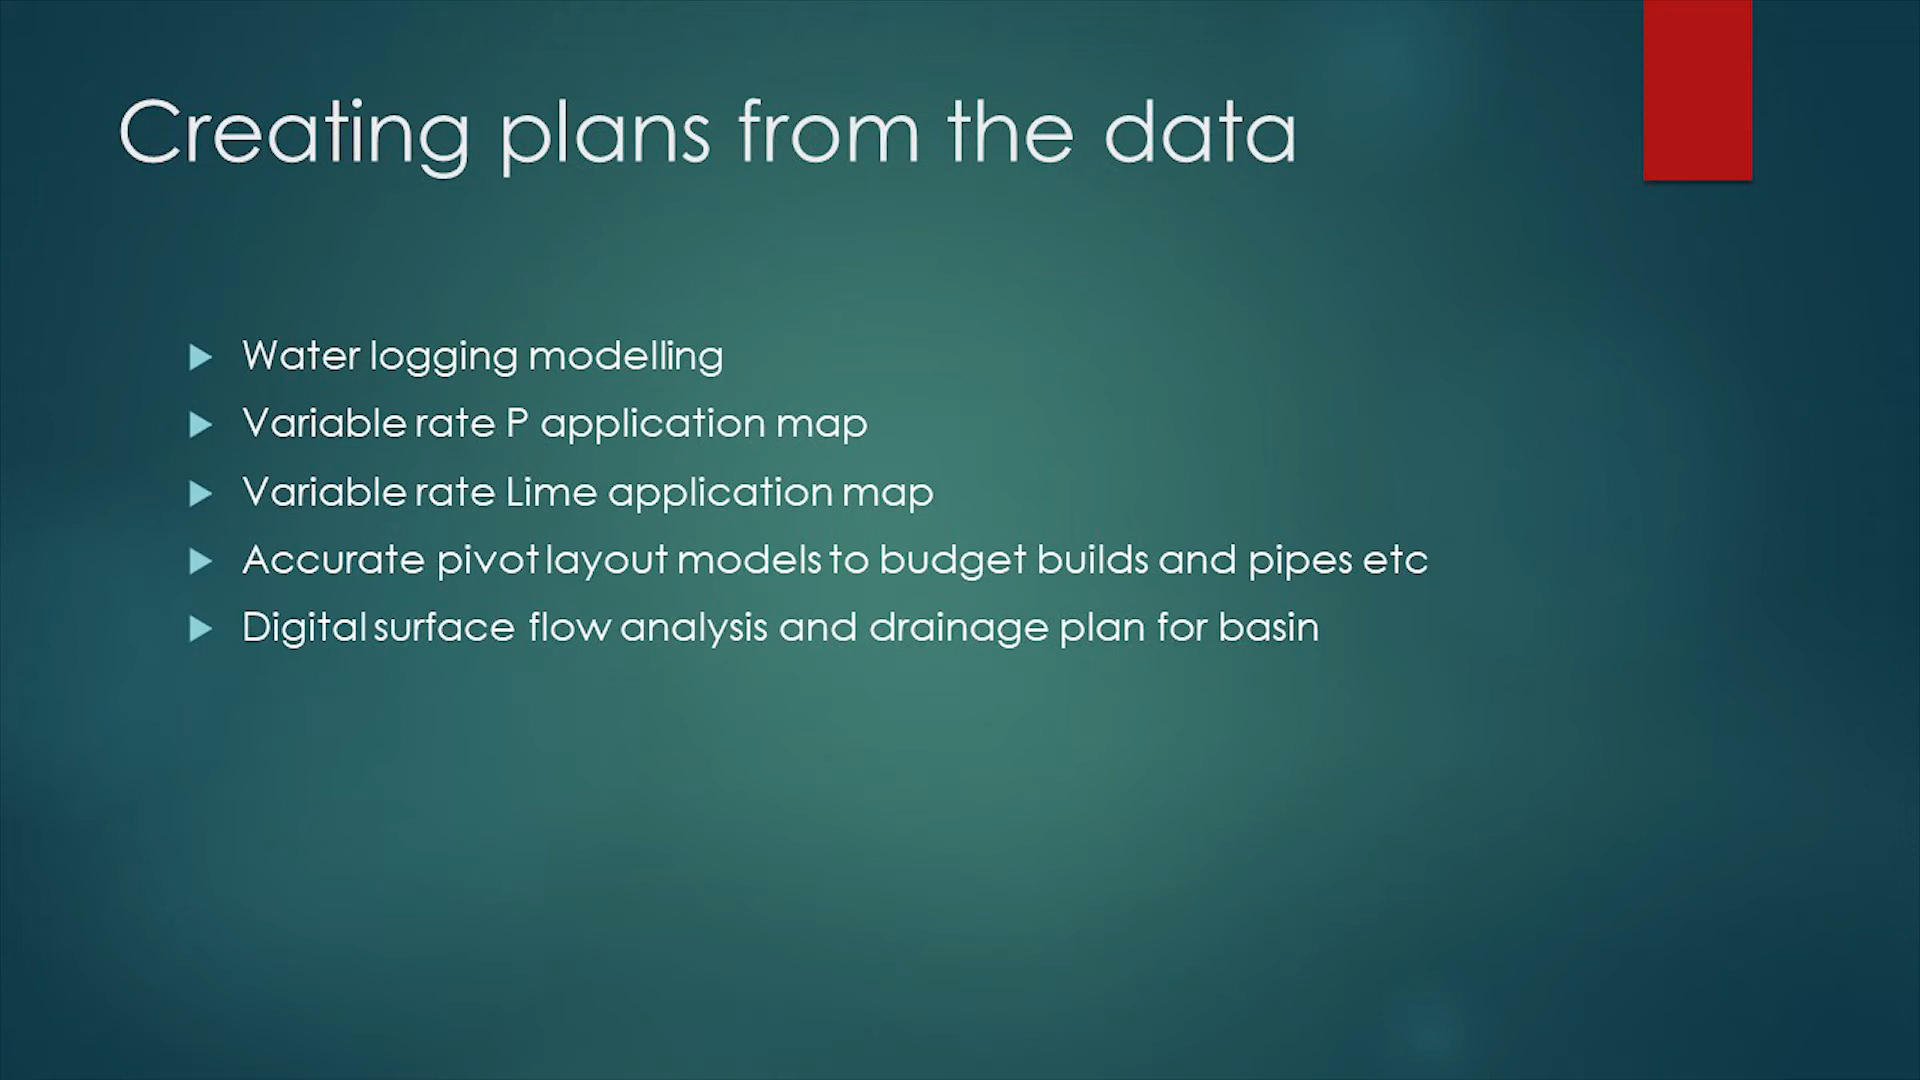 Creating plans from the data
Water logging modelling
Variable rate P application map
Variable rate Lime application map
Accurate pivot layout models to budget builds and pipes etc
Digital surface flow analysis and drainage plan for basin